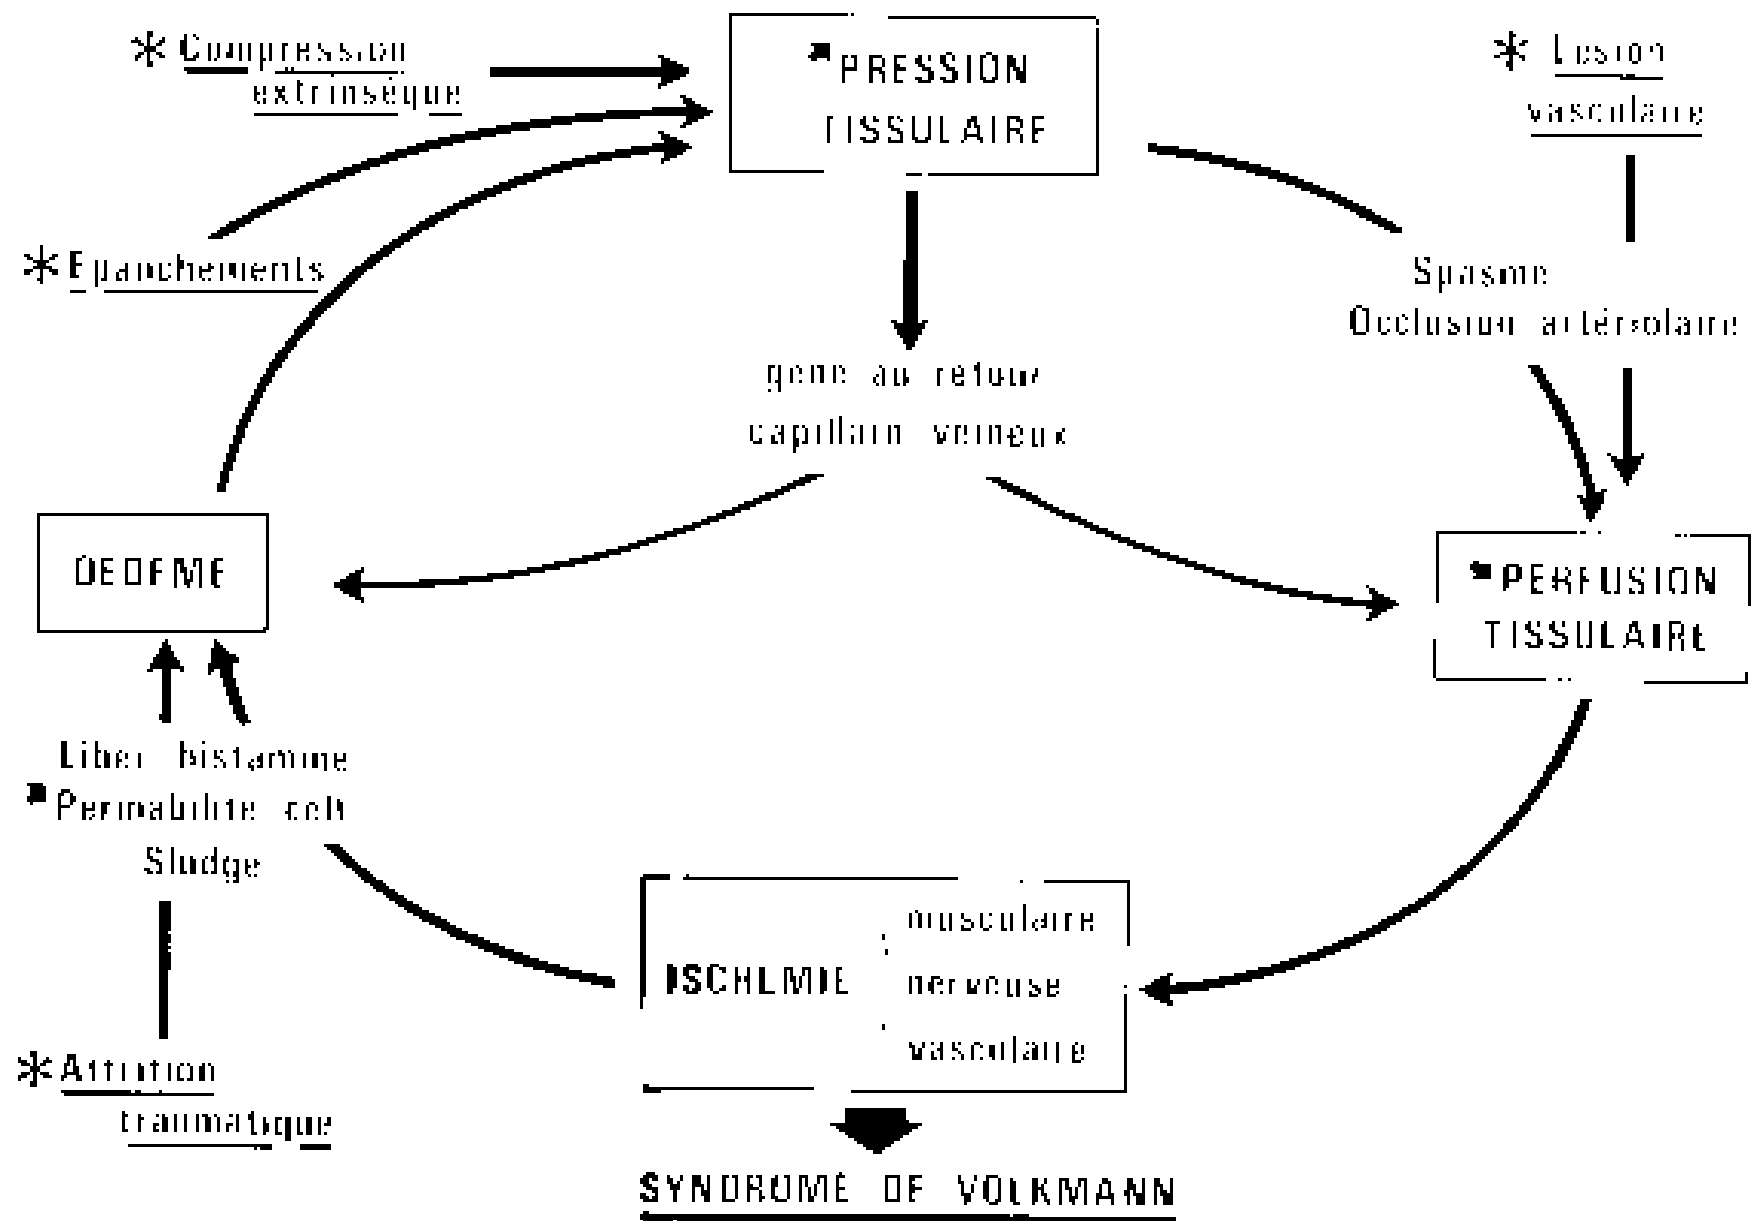 * Compression
extrinsèque
PRESSION
TISSULAIRE
* Lesion
vasculaire
* Epanchements
Spasme
Occlusion artériolaire
gene au retour
capillaro veineux
OEDEME
PERFUSION
TISSULAIRE
Liber histamine
Permabilite cell
Sludge
ISCHEMIE
musculaire
nerveuse
vasculaire
* Attrition
traumatique
SYNDROME DE VOLKMANN